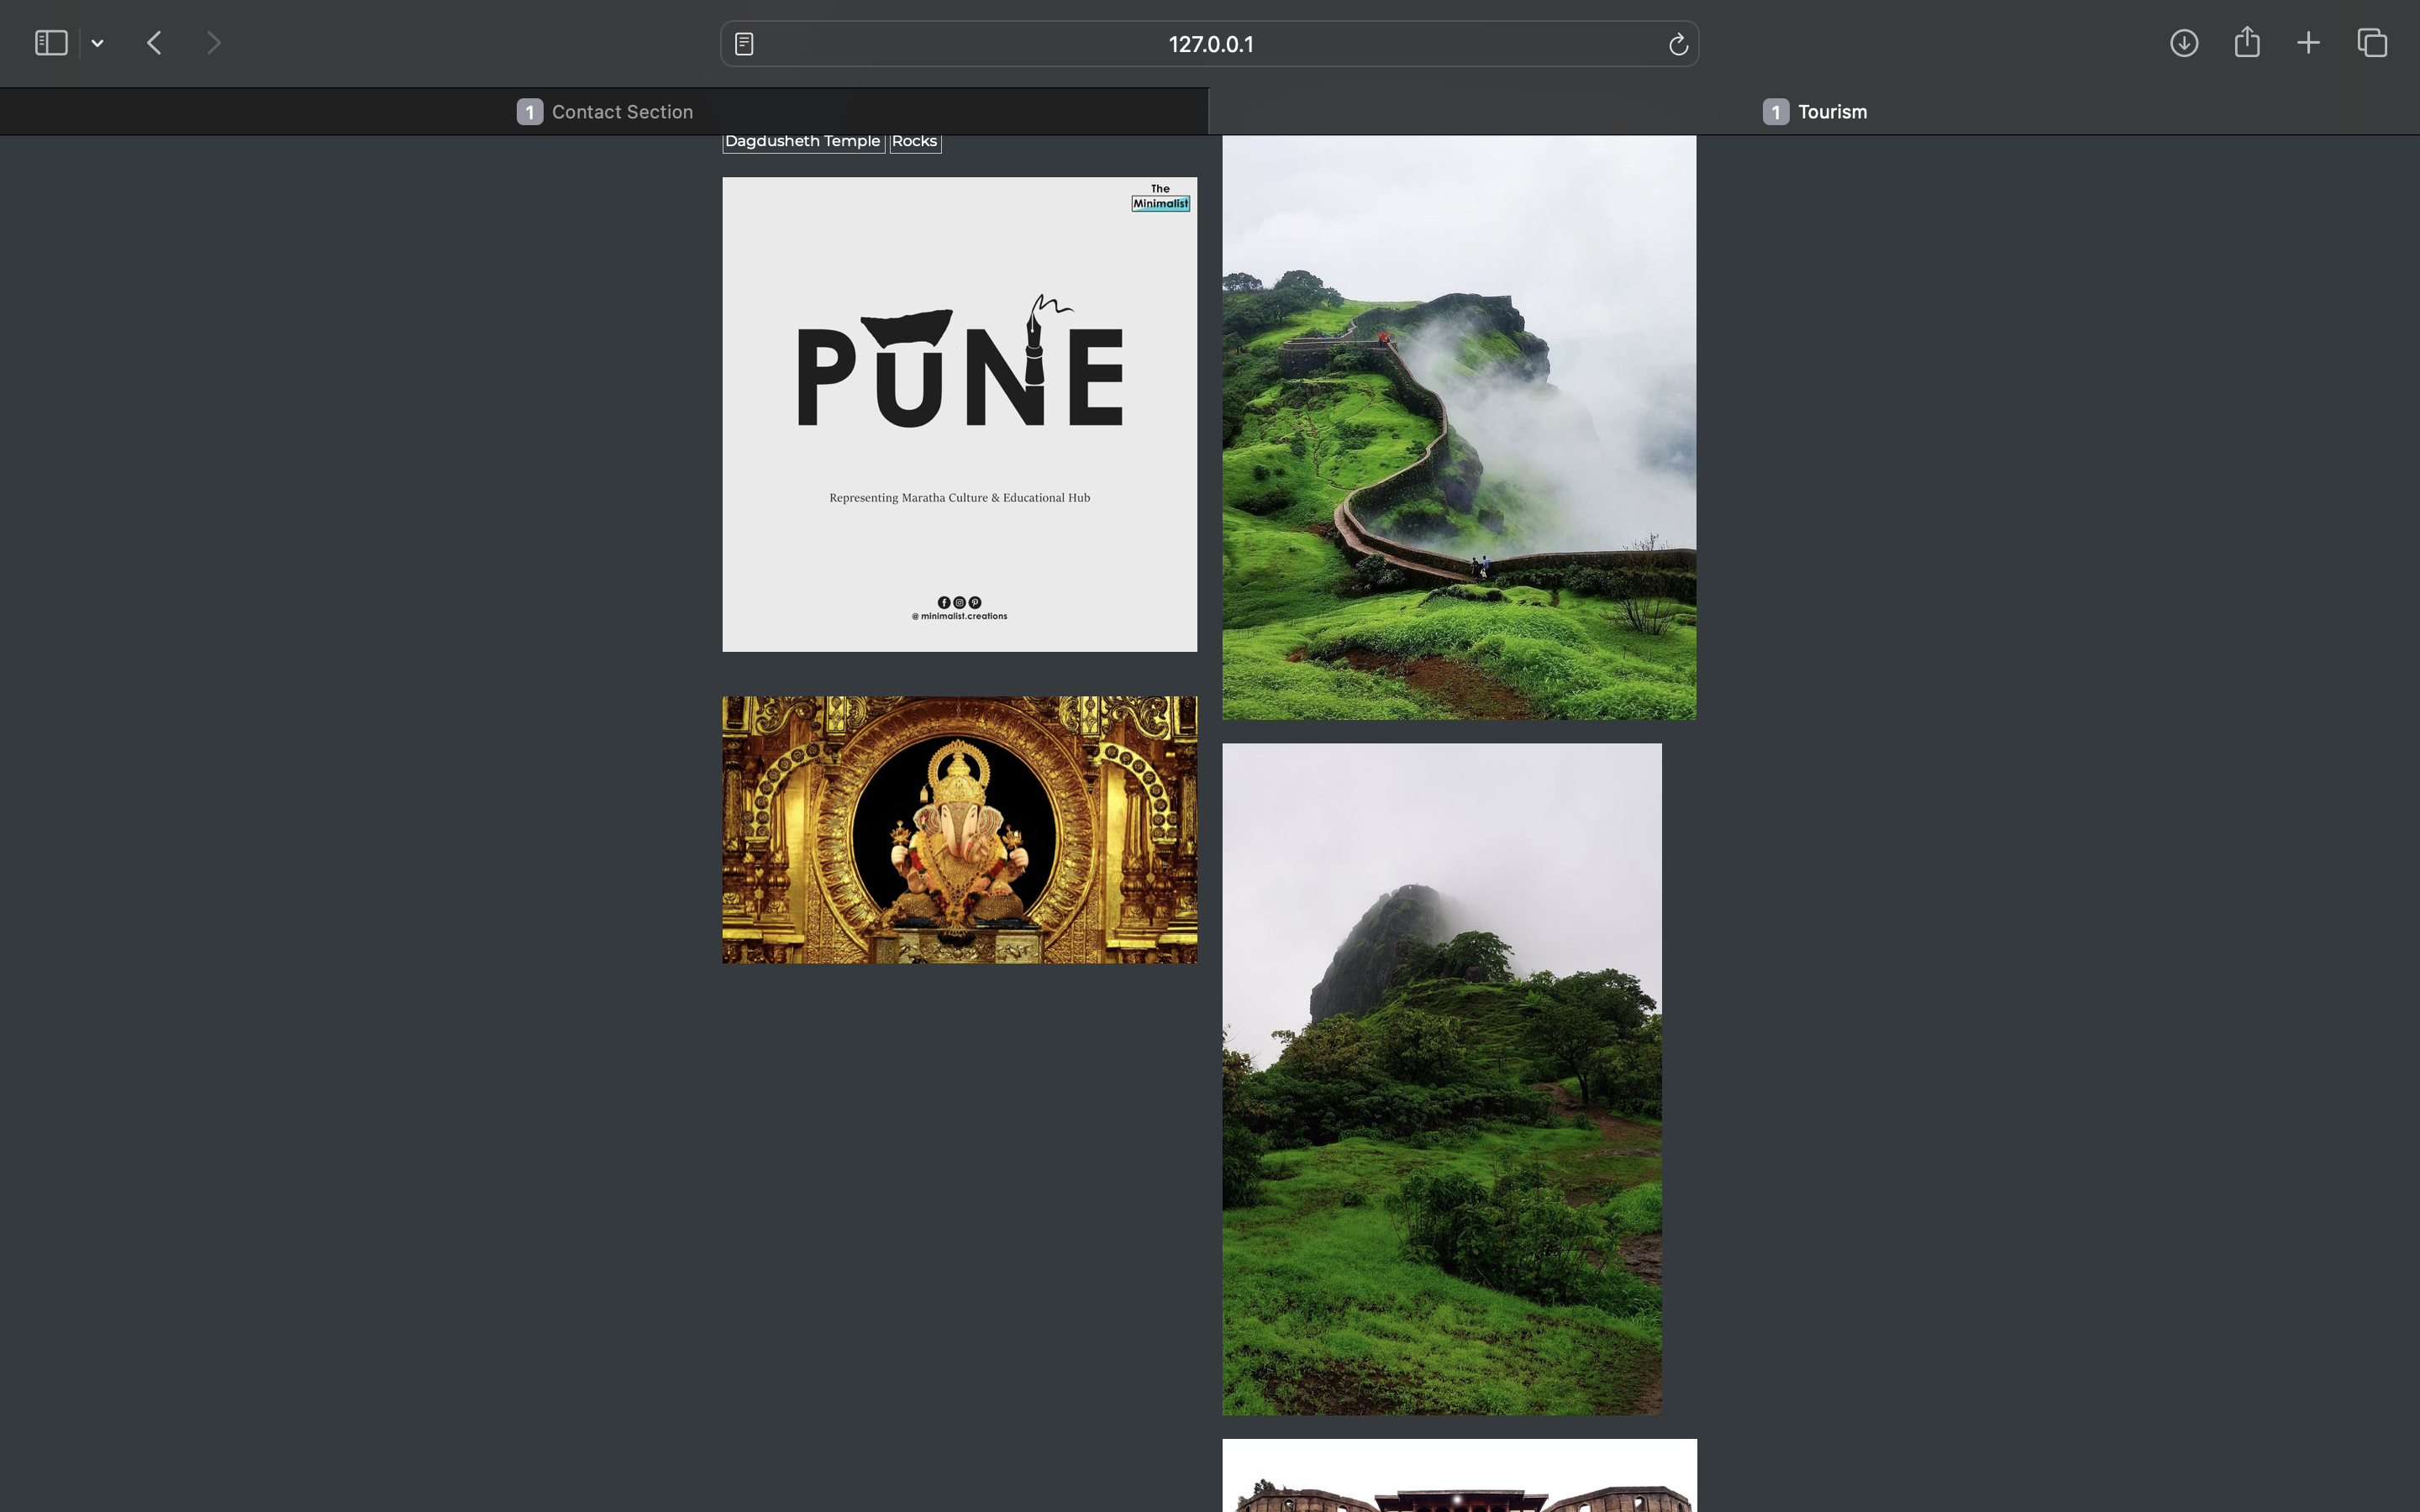 127.0.0.1
1 Contact Section
1 Tourism
Dagdusheth Temple
Rocks
The
Minimalist
PUNE
Representing Maratha Culture & Educational Hub
@ minimalist.creations